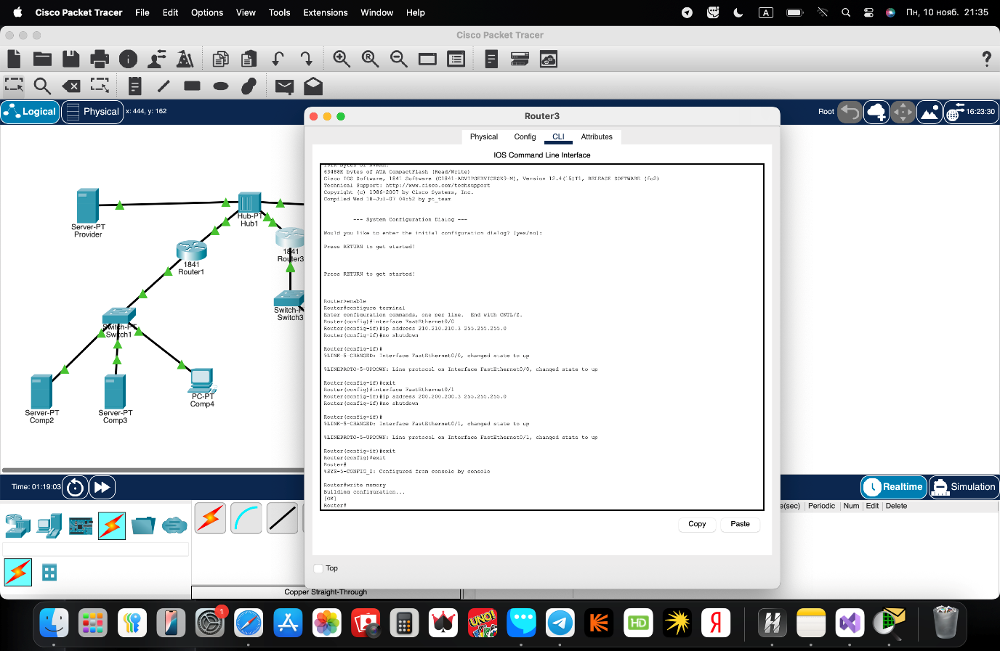 Cisco Packet Tracer File Edit Options View Tools Extensions Window Help A Пн, 10 нояб. 21:35
Cisco Packet Tracer
?
Logical Physical x: 444, y: 162
Root 16:23:30
Router3
Physical Config CLI Attributes
IOS Command Line Interface
63488K bytes of ATA CompactFlash (Read/Write)
Cisco IOS Software, 1841 Software (C1841-ADVIPSERVICESK9-M), Version 12.4(15)T1, RELEASE SOFTWARE (fc2)
Technical Support: http://www.cisco.com/techsupport
Copyright (c) 1986-2007 by Cisco Systems, Inc.
Compiled Wed 18-Jul-07 04:52 by pt_team
--- System Configuration Dialog ---
Would you like to enter the initial configuration dialog? [yes/no]:
Press RETURN to get started!
Press RETURN to get started!
Router>enable
Router#configure terminal
Enter configuration commands, one per line. End with CNTL/Z.
Router(config)#interface FastEthernet0/0
Router(config-if)#ip address 210.210.210.3 255.255.255.0
Router(config-if)#no shutdown
Router(config-if)#
%LINK-5-CHANGED: Interface FastEthernet0/0, changed state to up
%LINEPROTO-5-UPDOWN: Line protocol on Interface FastEthernet0/0, changed state to up
Router(config-if)#exit
Router(config)#interface FastEthernet0/1
Router(config-if)#ip address 200.200.200.3 255.255.255.0
Router(config-if)#no shutdown
Router(config-if)#
%LINK-5-CHANGED: Interface FastEthernet0/1, changed state to up
%LINEPROTO-5-UPDOWN: Line protocol on Interface FastEthernet0/1, changed state to up
Router(config-if)#exit
Router(config)#exit
Router#
%SYS-5-CONFIG_I: Configured from console by console
Router#write memory
Building configuration...
[OK]
Router#
Copy Paste
Top
Server-PT
Provider
Hub-PT
Hub1
1841
Router1
1841
Router3
Switch-PT
Switch1
Switch3
Server-PT
Comp2
Server-PT
Comp3
PC-PT
Comp4
Time: 01:19:03
Realtime Simulation
e(sec) Periodic Num Edit Delete
Copper Straight-Through
1
UNO!
HD
Я